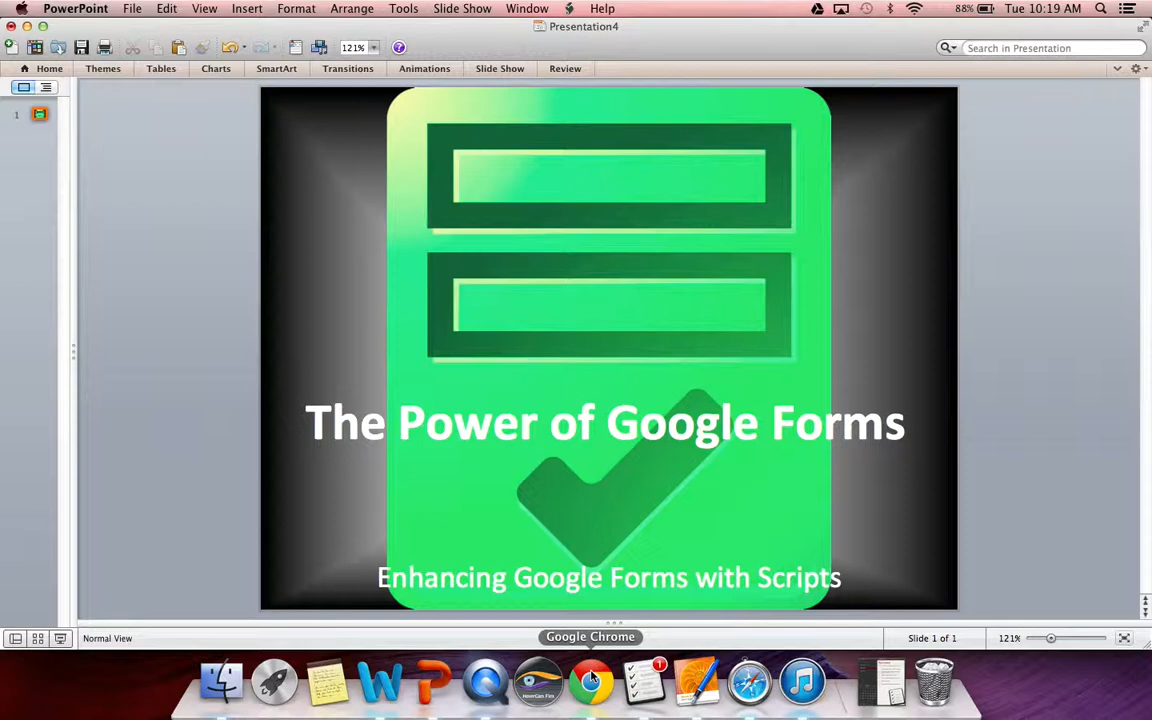 PowerPoint File Edit View Insert Format Arrange Tools Slide Show Window Help 88% Tue 10:19 AM
Presentation4
121% Search in Presentation
Home Themes Tables Charts SmartArt Transitions Animations Slide Show Review
1
The Power of Google Forms
Enhancing Google Forms with Scripts
Google Chrome
Normal View Slide 1 of 1 121%
1
HoverCam Flex